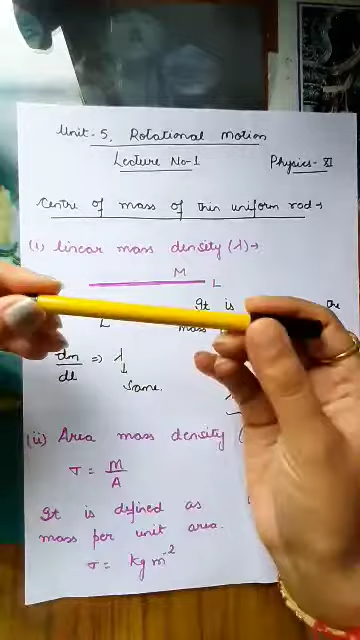 Unit-5, Rotational Motion
Lecture No-1
Physics-XI
Centre of mass of thin uniform rod→
(i) linear mass density (λ)→
M
L
It is the
L
mass
dm/dl ⇒ λ
↓
Same.
(ii) Area mass density (
σ = M/A
It is defined as
mass per unit area.
σ = kg m⁻²